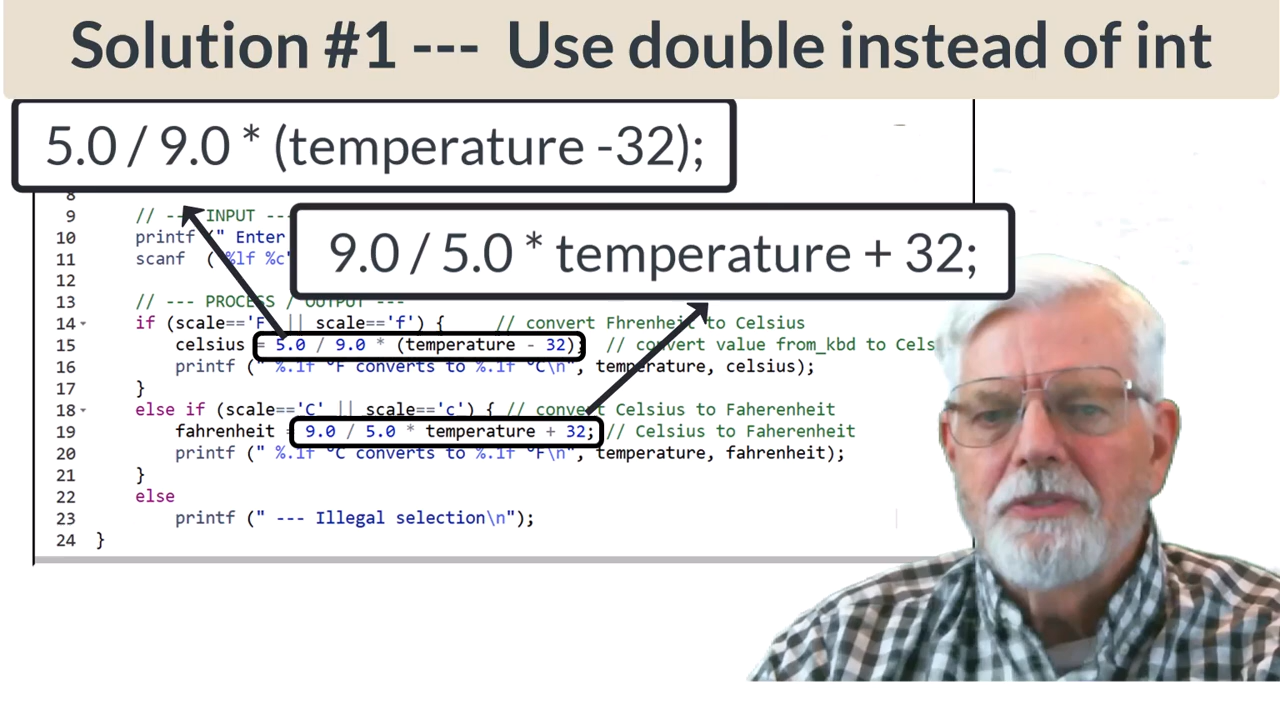 Solution #1 --- Use double instead of int
5.0 / 9.0 * (temperature -32);
9.0 / 5.0 * temperature + 32;
8
9 // --- INPUT ---
10 printf (" Enter
11 scanf ("%lf %c"
12
13 // --- PROCESS / OUTPUT ---
14 if (scale=='F' || scale=='f') { // convert Fhrenheit to Celsius
15 celsius = 5.0 / 9.0 * (temperature - 32); // convert value from_kbd to Cels
16 printf (" %.1f °F converts to %.1f °C\n", temperature, celsius);
17 }
18 else if (scale=='C' || scale=='c') { // convert Celsius to Faherenheit
19 fahrenheit = 9.0 / 5.0 * temperature + 32; // Celsius to Faherenheit
20 printf (" %.1f °C converts to %.1f °F\n", temperature, fahrenheit);
21 }
22 else
23 printf (" --- Illegal selection\n");
24 }